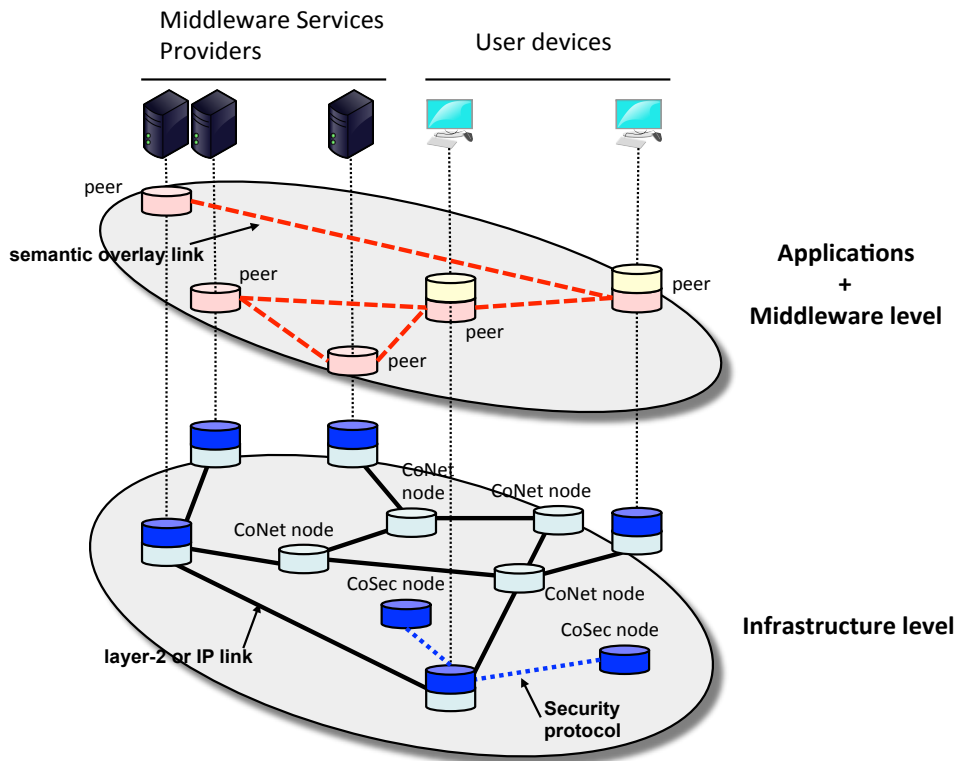 Middleware Services
Providers
User devices
peer
semantic overlay link
peer
peer
peer
peer
Applications
+
Middleware level
CoNet
node
CoNet node
CoNet node
CoSec node
CoNet node
CoSec node
Infrastructure level
layer-2 or IP link
Security
protocol